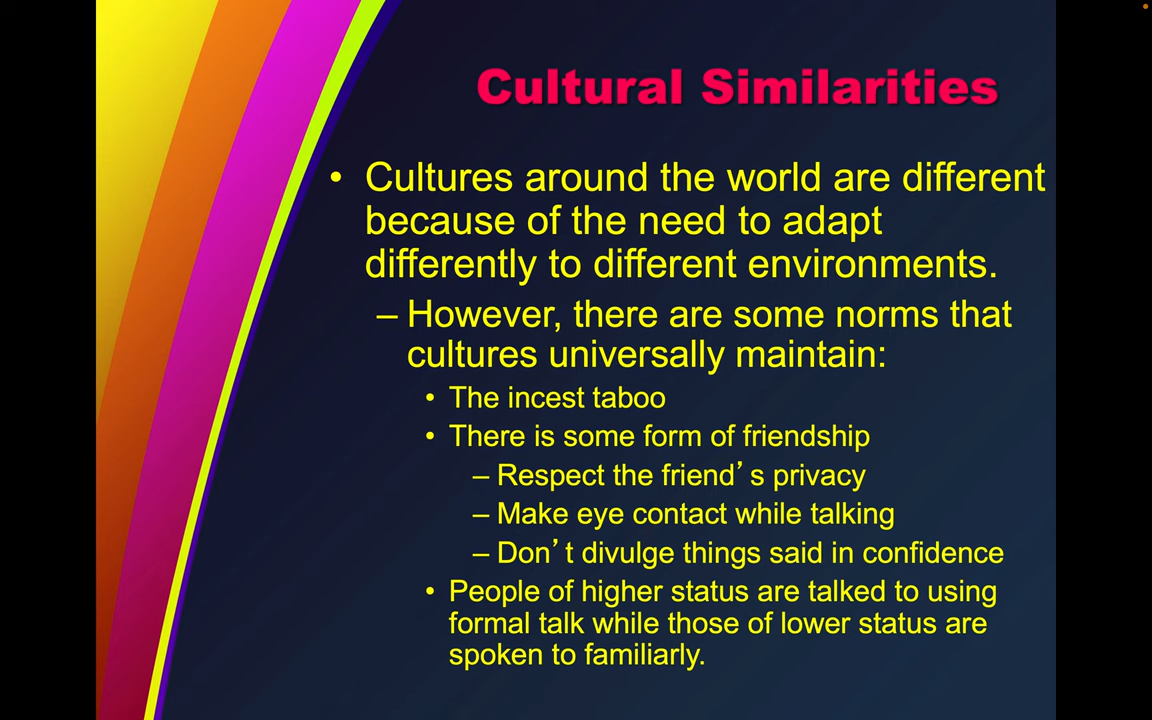 Cultural Similarities
• Cultures around the world are different
because of the need to adapt
differently to different environments.
– However, there are some norms that
cultures universally maintain:
• The incest taboo
• There is some form of friendship
– Respect the friend’s privacy
– Make eye contact while talking
– Don’t divulge things said in confidence
• People of higher status are talked to using
formal talk while those of lower status are
spoken to familiarly.